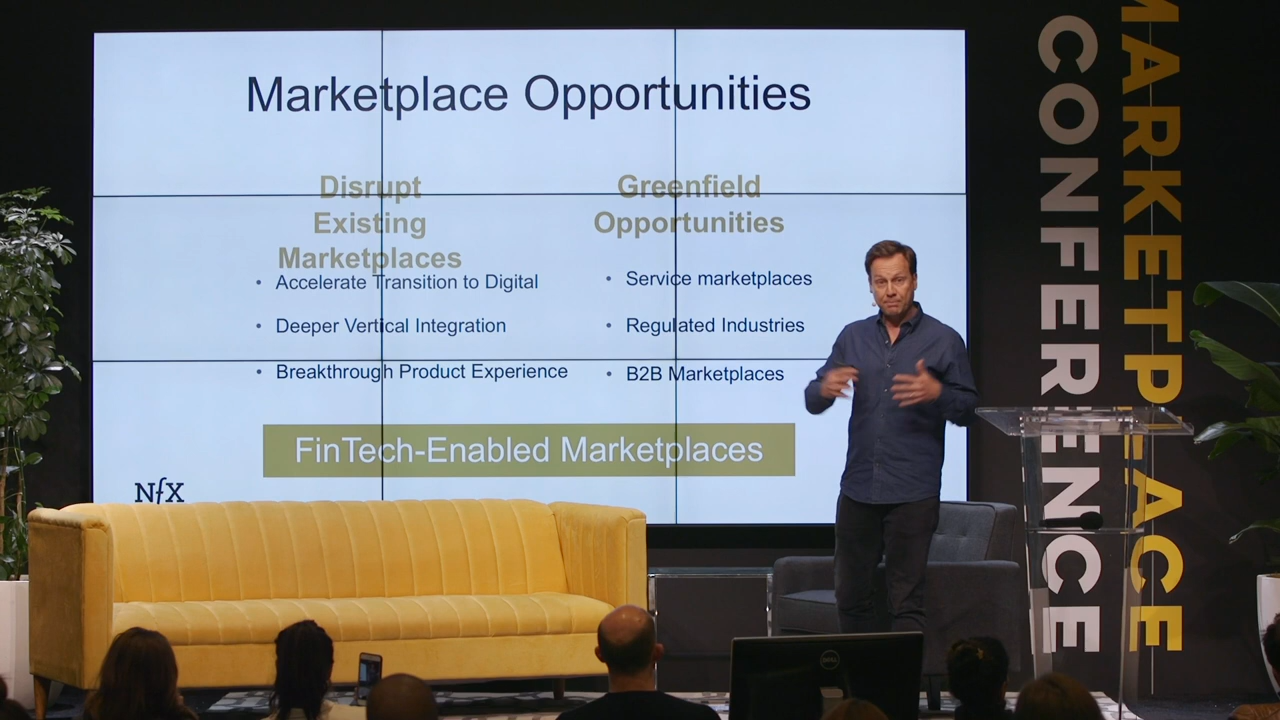 Marketplace Opportunities
Disrupt
Existing
Marketplaces
• Accelerate Transition to Digital
• Deeper Vertical Integration
• Breakthrough Product Experience
Greenfield
Opportunities
• Service marketplaces
• Regulated Industries
• B2B Marketplaces
FinTech-Enabled Marketplaces
NfX
MARKETPLACE
CONFERENCE
DELL